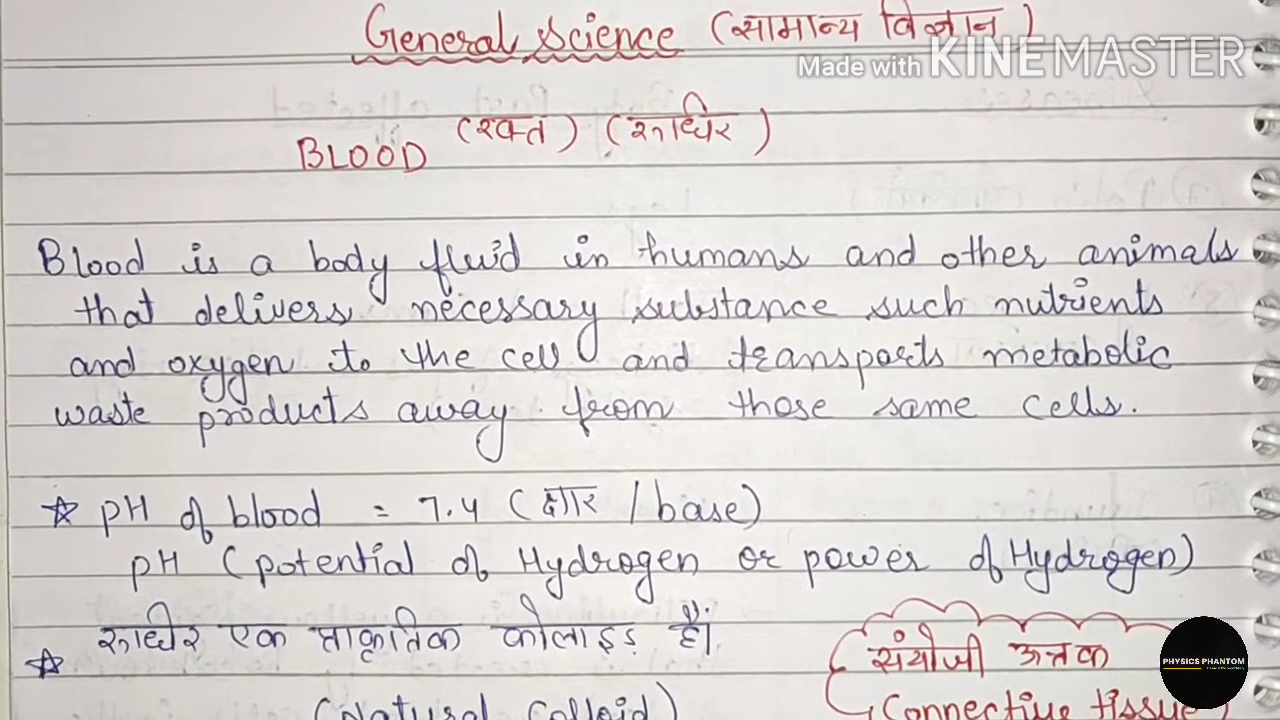 General Science (सामान्य विज्ञान)
Made with KINEMASTER
BLOOD (रक्त) (रूधिर)
Blood is a body fluid in humans and other animals
that delivers necessary substance such nutrients
and oxygen to the cell and transports metabolic
waste products away from those same cells.
☆ pH of blood = 7.4 (क्षार / base)
pH (potential of Hydrogen or power of Hydrogen)
☆ रूधिर एक प्राकृतिक कोलाइड है।
(Natural Colloid)
संयोजी ऊत्तक
(Connective tissue)
PHYSICS PHANTOM